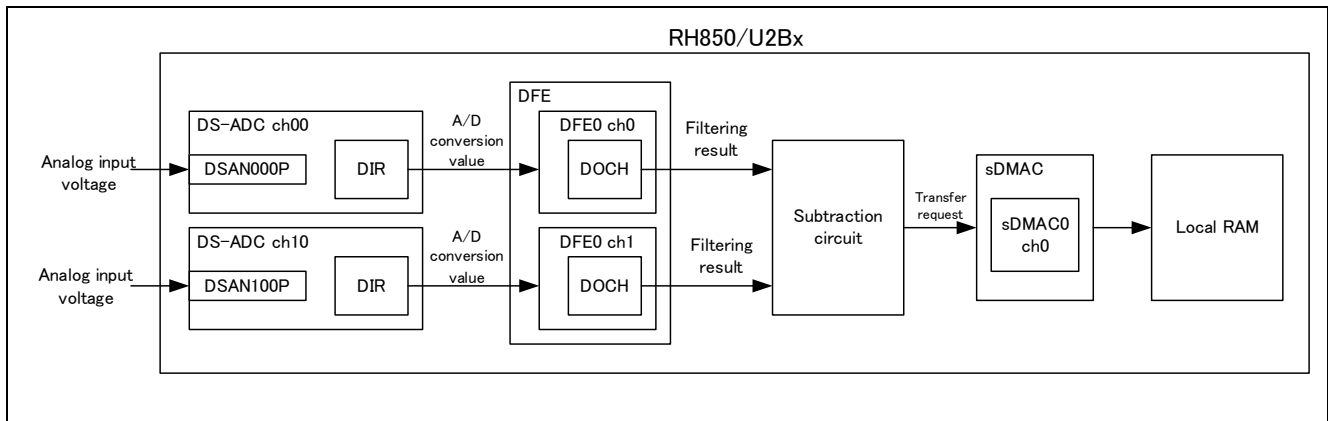 RH850/U2Bx
DFE
DS-ADC ch00
A/D
conversion
value
DFE0 ch0
Filtering
result
Analog input
voltage
DSAN000P
DIR
DOCH
sDMAC
Subtraction
circuit
Transfer
request
sDMAC0
ch0
Local RAM
DS-ADC ch10
A/D
conversion
value
DFE0 ch1
Filtering
result
Analog input
voltage
DSAN100P
DIR
DOCH